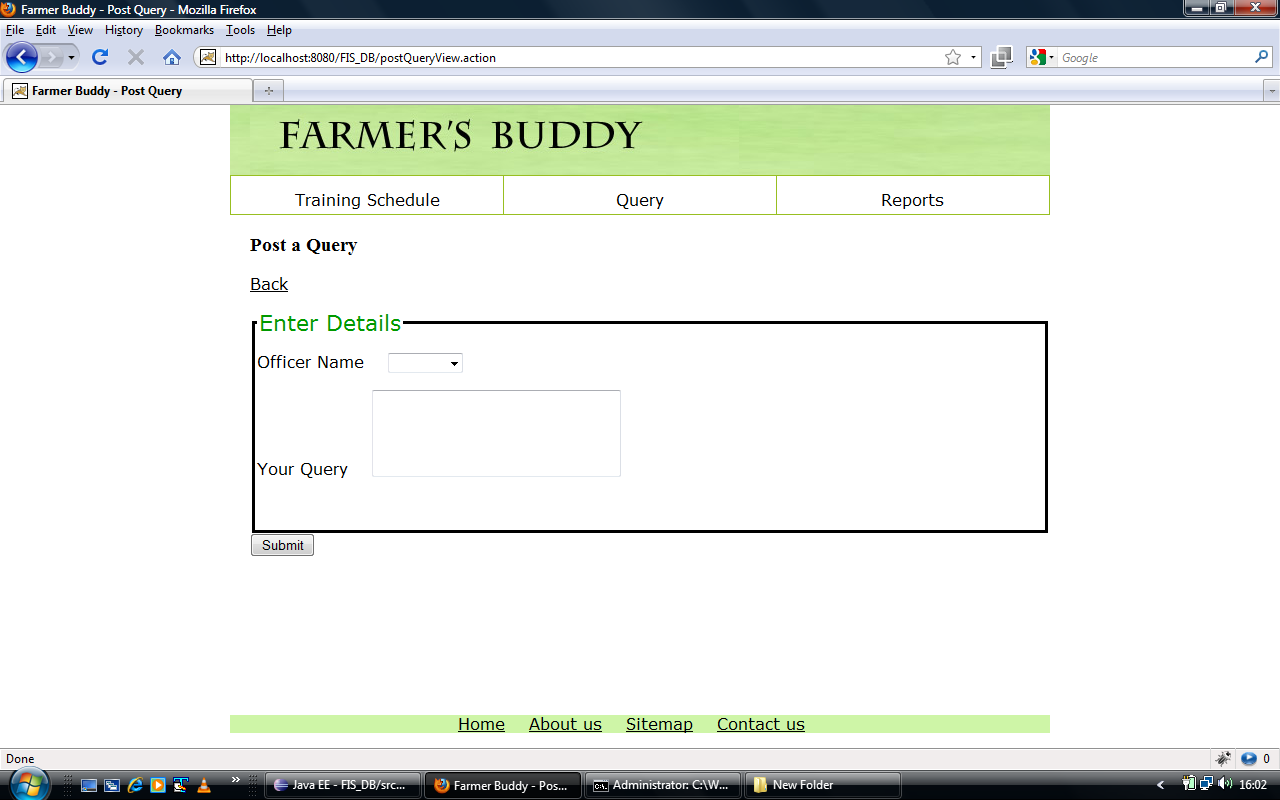 Farmer Buddy - Post Query - Mozilla Firefox
File Edit View History Bookmarks Tools Help
http://localhost:8080/FIS_DB/postQueryView.action
Google
Farmer Buddy - Post Query
FARMER'S BUDDY
Training Schedule Query Reports
Post a Query
Back
Enter Details
Officer Name
Your Query
Submit
Home About us Sitemap Contact us
Done
0
Java EE - FIS_DB/src... Farmer Buddy - Pos... Administrator: C:\W... New Folder 16:02